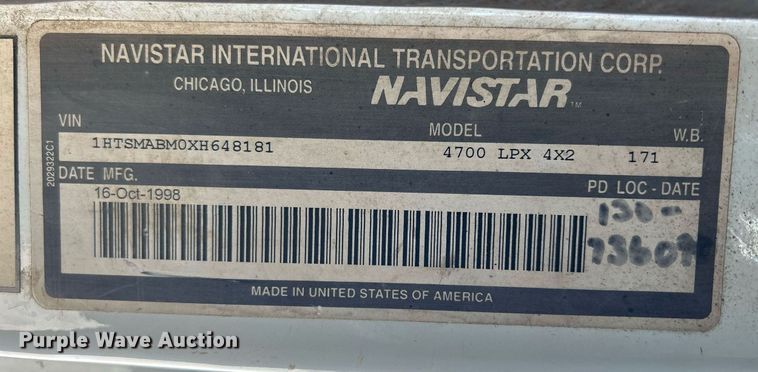 NAVISTAR INTERNATIONAL TRANSPORTATION CORP.
CHICAGO, ILLINOIS NAVISTAR TM
VIN MODEL W.B.
1HTSMABM0XH648181 4700 LPX 4X2 171
DATE MFG. PD LOC - DATE
16-Oct-1998
130-
MADE IN UNITED STATES OF AMERICA
2029322C1
Purple Wave Auction